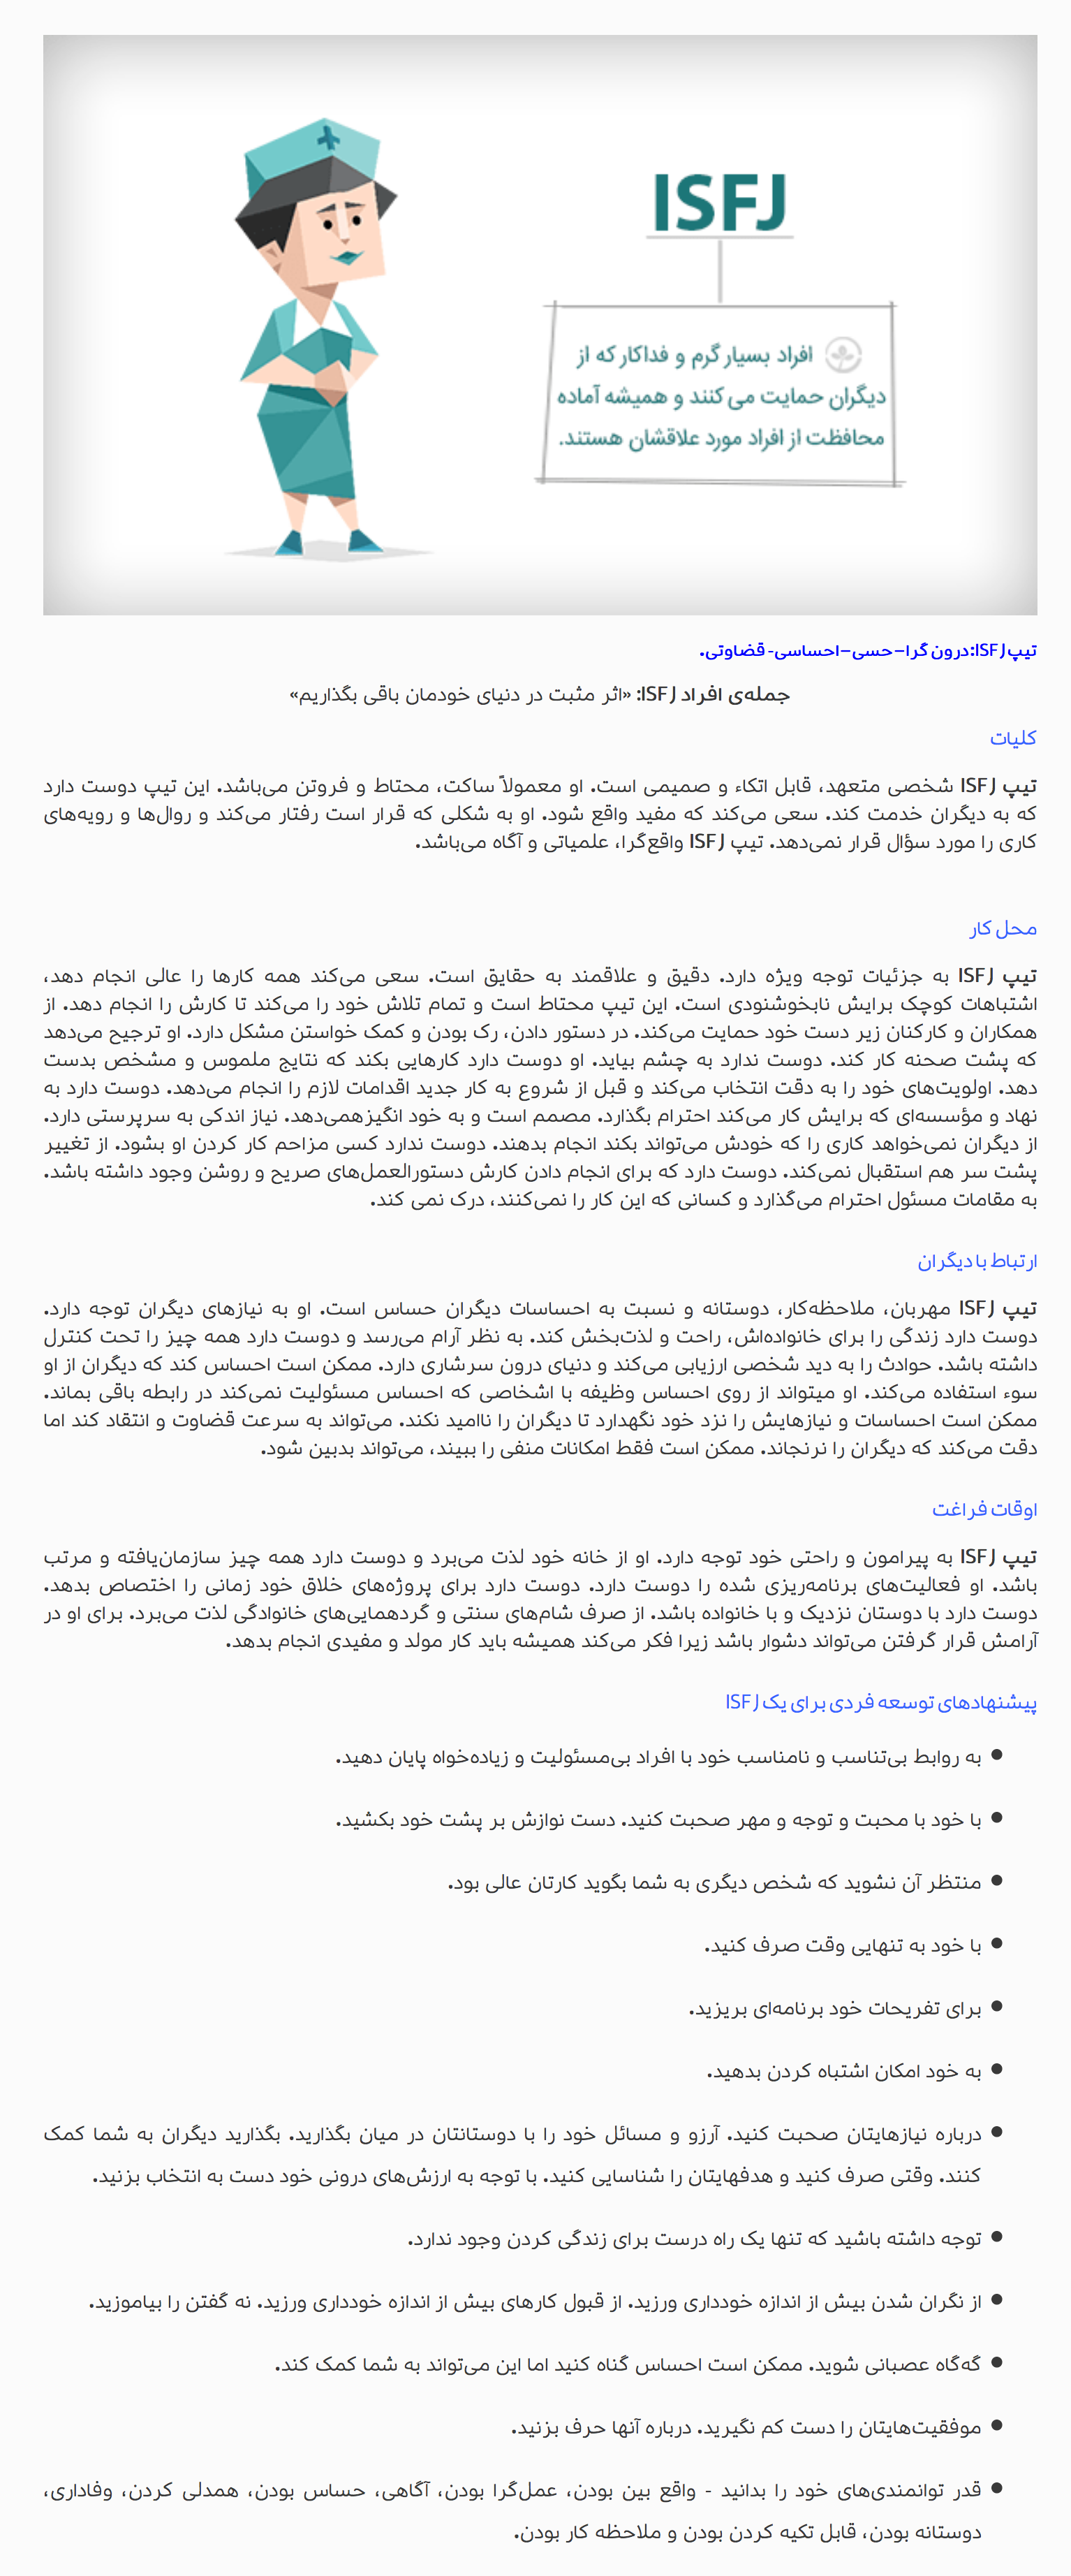 ISFJ
افراد بسیار گرم و فداکار که از
دیگران حمایت می کنند و همیشه آماده
محافظت از افراد مورد علاقشان هستند.
تیپ ISFJ:درون گرا–حسی–احساسی- قضاوتی.
جمله‌ی افراد ISFJ: «اثر مثبت در دنیای خودمان باقی بگذاریم»
کلیات
تیپ ISFJ شخصی متعهد، قابل اتکاء و صمیمی است. او معمولاً ساکت، محتاط و فروتن می‌باشد. این تیپ دوست دارد
که به دیگران خدمت کند. سعی می‌کند که مفید واقع شود. او به شکلی که قرار است رفتار می‌کند و روال‌ها و رویه‌های
کاری را مورد سؤال قرار نمی‌دهد. تیپ ISFJ واقع‌گرا، علمیاتی و آگاه می‌باشد.
محل کار
تیپ ISFJ به جزئیات توجه ویژه دارد. دقیق و علاقمند به حقایق است. سعی می‌کند همه کارها را عالی انجام دهد،
اشتباهات کوچک برایش نابخوشنودی است. این تیپ محتاط است و تمام تلاش خود را می‌کند تا کارش را انجام دهد. از
همکاران و کارکنان زیر دست خود حمایت می‌کند. در دستور دادن، رک بودن و کمک خواستن مشکل دارد. او ترجیح می‌دهد
که پشت صحنه کار کند. دوست ندارد به چشم بیاید. او دوست دارد کارهایی بکند که نتایج ملموس و مشخص بدست
دهد. اولویت‌های خود را به دقت انتخاب می‌کند و قبل از شروع به کار جدید اقدامات لازم را انجام می‌دهد. دوست دارد به
نهاد و مؤسسه‌ای که برایش کار می‌کند احترام بگذارد. مصمم است و به خود انگیزهمی‌دهد. نیاز اندکی به سرپرستی دارد.
از دیگران نمی‌خواهد کاری را که خودش می‌تواند بکند انجام بدهند. دوست ندارد کسی مزاحم کار کردن او بشود. از تغییر
پشت سر هم استقبال نمی‌کند. دوست دارد که برای انجام دادن کارش دستورالعمل‌های صریح و روشن وجود داشته باشد.
به مقامات مسئول احترام می‌گذارد و کسانی که این کار را نمی‌کنند، درک نمی کند.
ارتباط با دیگران
تیپ ISFJ مهربان، ملاحظه‌کار، دوستانه و نسبت به احساسات دیگران حساس است. او به نیازهای دیگران توجه دارد.
دوست دارد زندگی را برای خانواده‌اش، راحت و لذت‌بخش کند. به نظر آرام می‌رسد و دوست دارد همه چیز را تحت کنترل
داشته باشد. حوادث را به دید شخصی ارزیابی می‌کند و دنیای درون سرشاری دارد. ممکن است احساس کند که دیگران از او
سوء استفاده می‌کند. او میتواند از روی احساس وظیفه با اشخاصی که احساس مسئولیت نمی‌کند در رابطه باقی بماند.
ممکن است احساسات و نیازهایش را نزد خود نگهدارد تا دیگران را ناامید نکند. می‌تواند به سرعت قضاوت و انتقاد کند اما
دقت می‌کند که دیگران را نرنجاند. ممکن است فقط امکانات منفی را ببیند، می‌تواند بدبین شود.
اوقات فراغت
تیپ ISFJ به پیرامون و راحتی خود توجه دارد. او از خانه خود لذت می‌برد و دوست دارد همه چیز سازمان‌یافته و مرتب
باشد. او فعالیت‌های برنامه‌ریزی شده را دوست دارد. دوست دارد برای پروژه‌های خلاق خود زمانی را اختصاص بدهد.
دوست دارد با دوستان نزدیک و با خانواده باشد. از صرف شام‌های سنتی و گردهمایی‌های خانوادگی لذت می‌برد. برای او در
آرامش قرار گرفتن می‌تواند دشوار باشد زیرا فکر می‌کند همیشه باید کار مولد و مفیدی انجام بدهد.
پیشنهادهای توسعه فردی برای یک ISFJ
● به روابط بی‌تناسب و نامناسب خود با افراد بی‌مسئولیت و زیاده‌خواه پایان دهید.
● با خود با محبت و توجه و مهر صحبت کنید. دست نوازش بر پشت خود بکشید.
● منتظر آن نشوید که شخص دیگری به شما بگوید کارتان عالی بود.
● با خود به تنهایی وقت صرف کنید.
● برای تفریحات خود برنامه‌ای بریزید.
● به خود امکان اشتباه کردن بدهید.
● درباره نیازهایتان صحبت کنید. آرزو و مسائل خود را با دوستانتان در میان بگذارید. بگذارید دیگران به شما کمک
کنند. وقتی صرف کنید و هدفهایتان را شناسایی کنید. با توجه به ارزش‌های درونی خود دست به انتخاب بزنید.
● توجه داشته باشید که تنها یک راه درست برای زندگی کردن وجود ندارد.
● از نگران شدن بیش از اندازه خودداری ورزید. از قبول کارهای بیش از اندازه خودداری ورزید. نه گفتن را بیاموزید.
● گه‌گاه عصبانی شوید. ممکن است احساس گناه کنید اما این می‌تواند به شما کمک کند.
● موفقیت‌هایتان را دست کم نگیرید. درباره آنها حرف بزنید.
● قدر توانمندی‌های خود را بدانید - واقع بین بودن، عمل‌گرا بودن، آگاهی، حساس بودن، همدلی کردن، وفاداری،
دوستانه بودن، قابل تکیه کردن بودن و ملاحظه کار بودن.